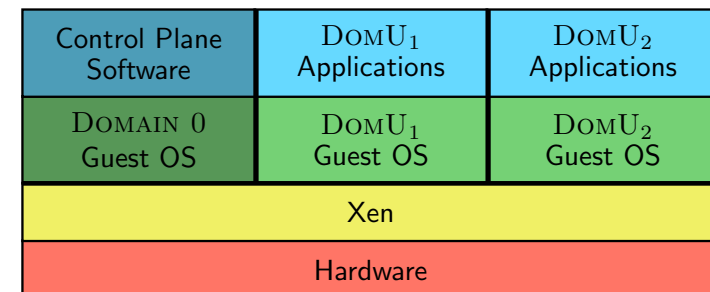 Control Plane
Software
DomU₁
Applications
DomU₂
Applications
Domain 0
Guest OS
DomU₁
Guest OS
DomU₂
Guest OS
Xen
Hardware